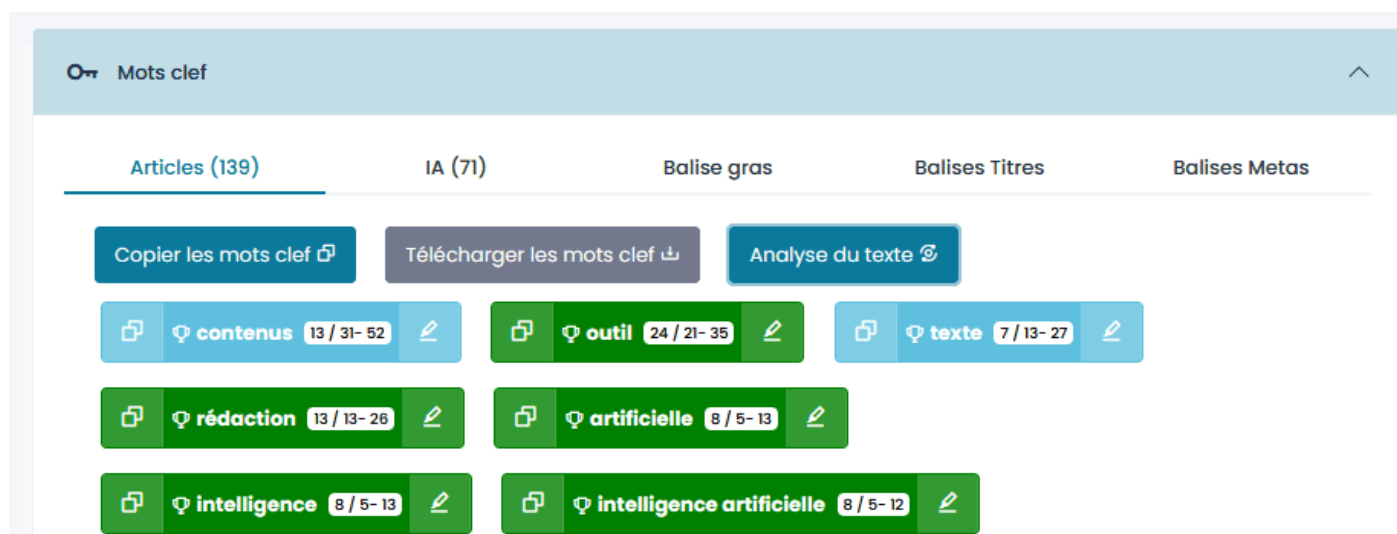 Mots clef
Articles (139) IA (71) Balise gras Balises Titres Balises Metas
Copier les mots clef Télécharger les mots clef Analyse du texte
contenus 13 / 31- 52 outil 24 / 21- 35 texte 7 / 13- 27
rédaction 13 / 13- 26 artificielle 8 / 5- 13
intelligence 8 / 5- 13 intelligence artificielle 8 / 5- 12